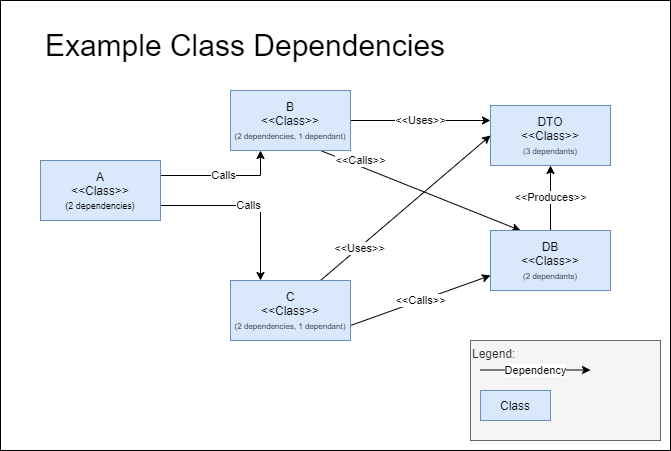 Example Class Dependencies
B
<<Class>>
(2 dependencies, 1 dependant)
<<Uses>>
DTO
<<Class>>
(3 dependants)
<<Calls>>
A
<<Class>>
(2 dependencies)
Calls
Calls
<<Produces>>
<<Uses>>
DB
<<Class>>
(2 dependants)
C
<<Class>>
(2 dependencies, 1 dependant)
<<Calls>>
Legend:
Dependency
Class